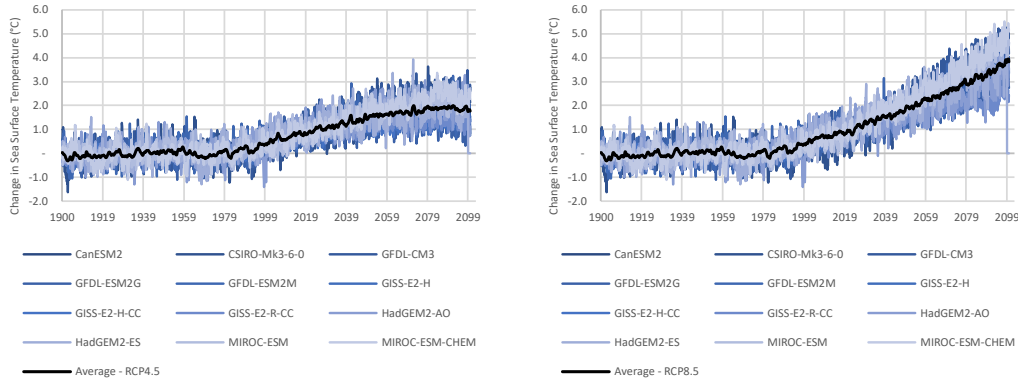 Change in Sea Surface Temperature (°C)
6.0
5.0
4.0
3.0
2.0
1.0
-
-1.0
-2.0
1900 1919 1939 1959 1979 1999 2019 2039 2059 2079 2099
CanESM2 CSIRO-Mk3-6-0 GFDL-CM3
GFDL-ESM2G GFDL-ESM2M GISS-E2-H
GISS-E2-H-CC GISS-E2-R-CC HadGEM2-AO
HadGEM2-ES MIROC-ESM MIROC-ESM-CHEM
Average - RCP4.5
Change in Sea Surface Temperature (°C)
6.0
5.0
4.0
3.0
2.0
1.0
-
-1.0
-2.0
1900 1919 1939 1959 1979 1999 2019 2039 2059 2079 2099
CanESM2 CSIRO-Mk3-6-0 GFDL-CM3
GFDL-ESM2G GFDL-ESM2M GISS-E2-H
GISS-E2-H-CC GISS-E2-R-CC HadGEM2-AO
HadGEM2-ES MIROC-ESM MIROC-ESM-CHEM
Average - RCP8.5